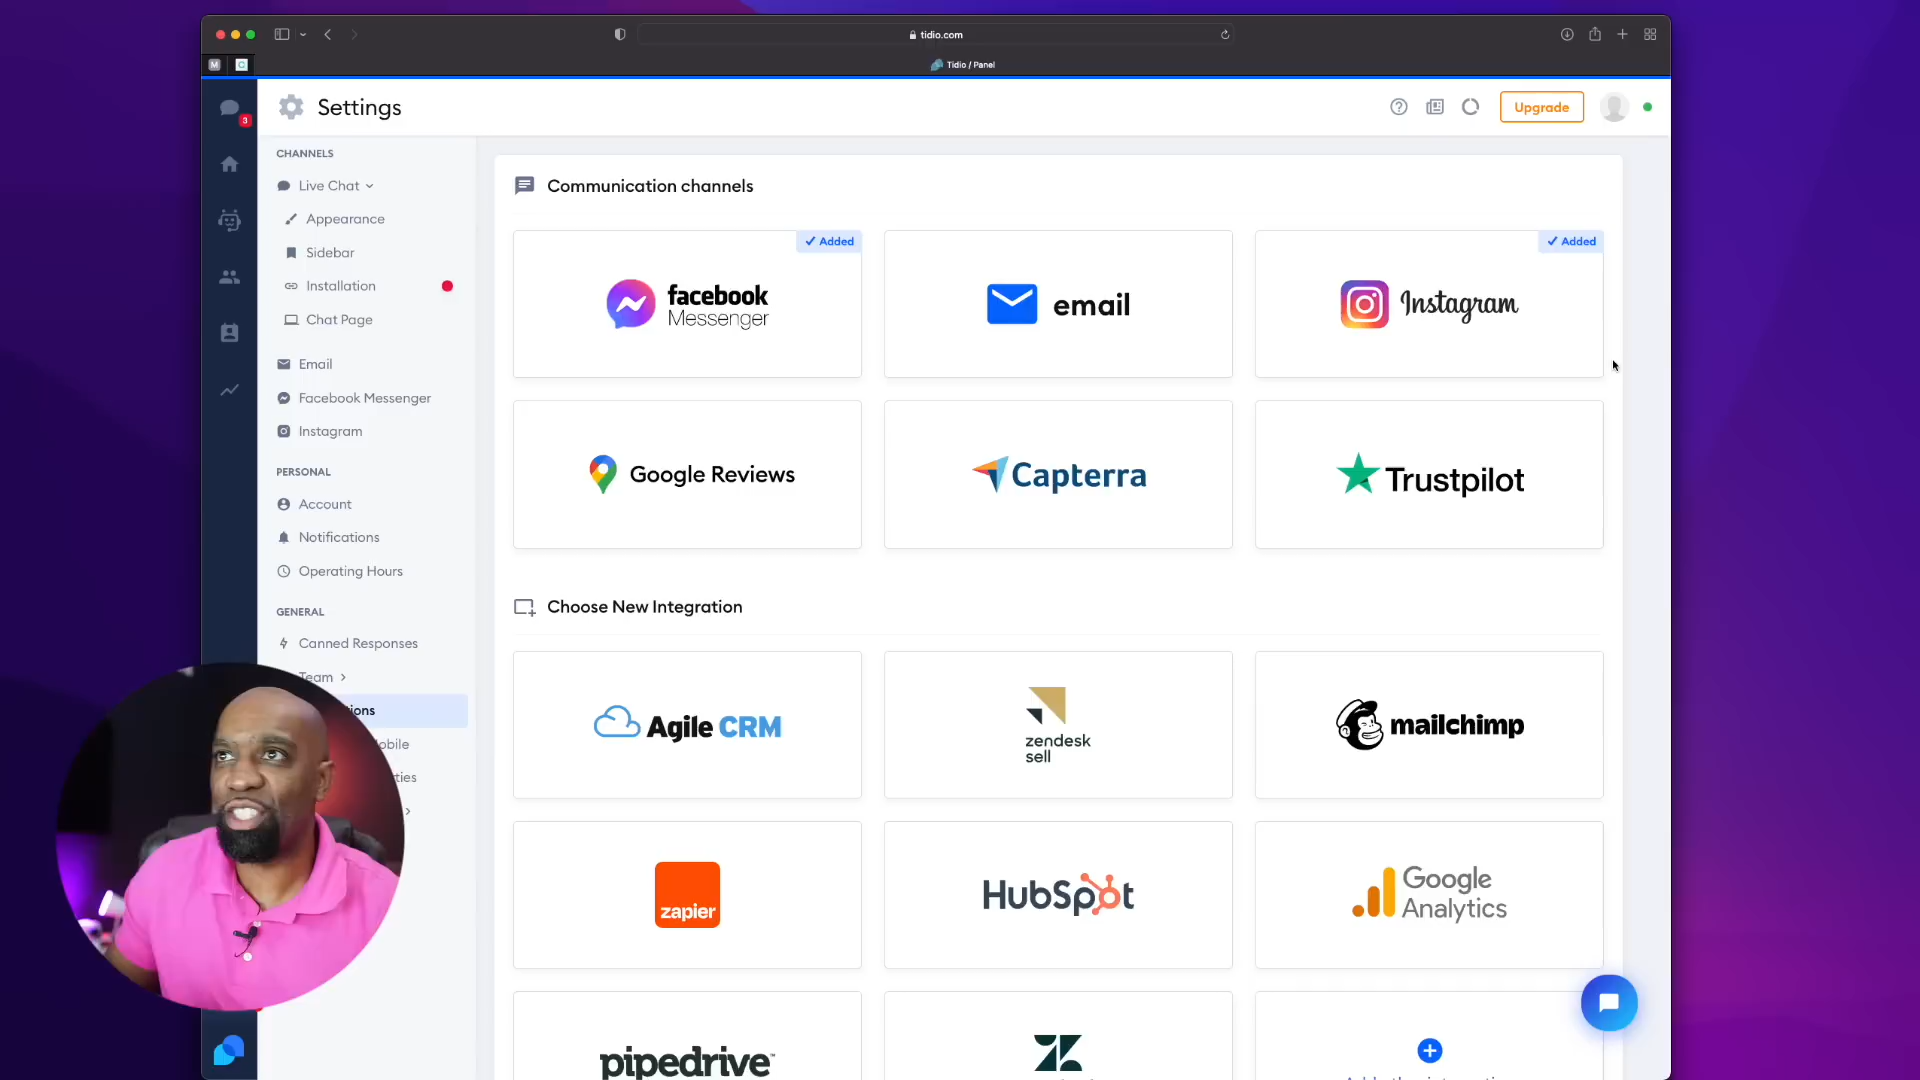 tidio.com
M
C
Tidio / Panel
3
Settings
Upgrade
CHANNELS
Live Chat
Appearance
Sidebar
Installation
Chat Page
Email
Facebook Messenger
Instagram
PERSONAL
Account
Notifications
Operating Hours
GENERAL
Canned Responses
Team
Communication channels
Added
facebook
Messenger
email
Added
Instagram
Google Reviews
Capterra
Trustpilot
Choose New Integration
Agile CRM
zendesk
sell
mailchimp
zapier
HubSpot
Google
Analytics
pipedrive™